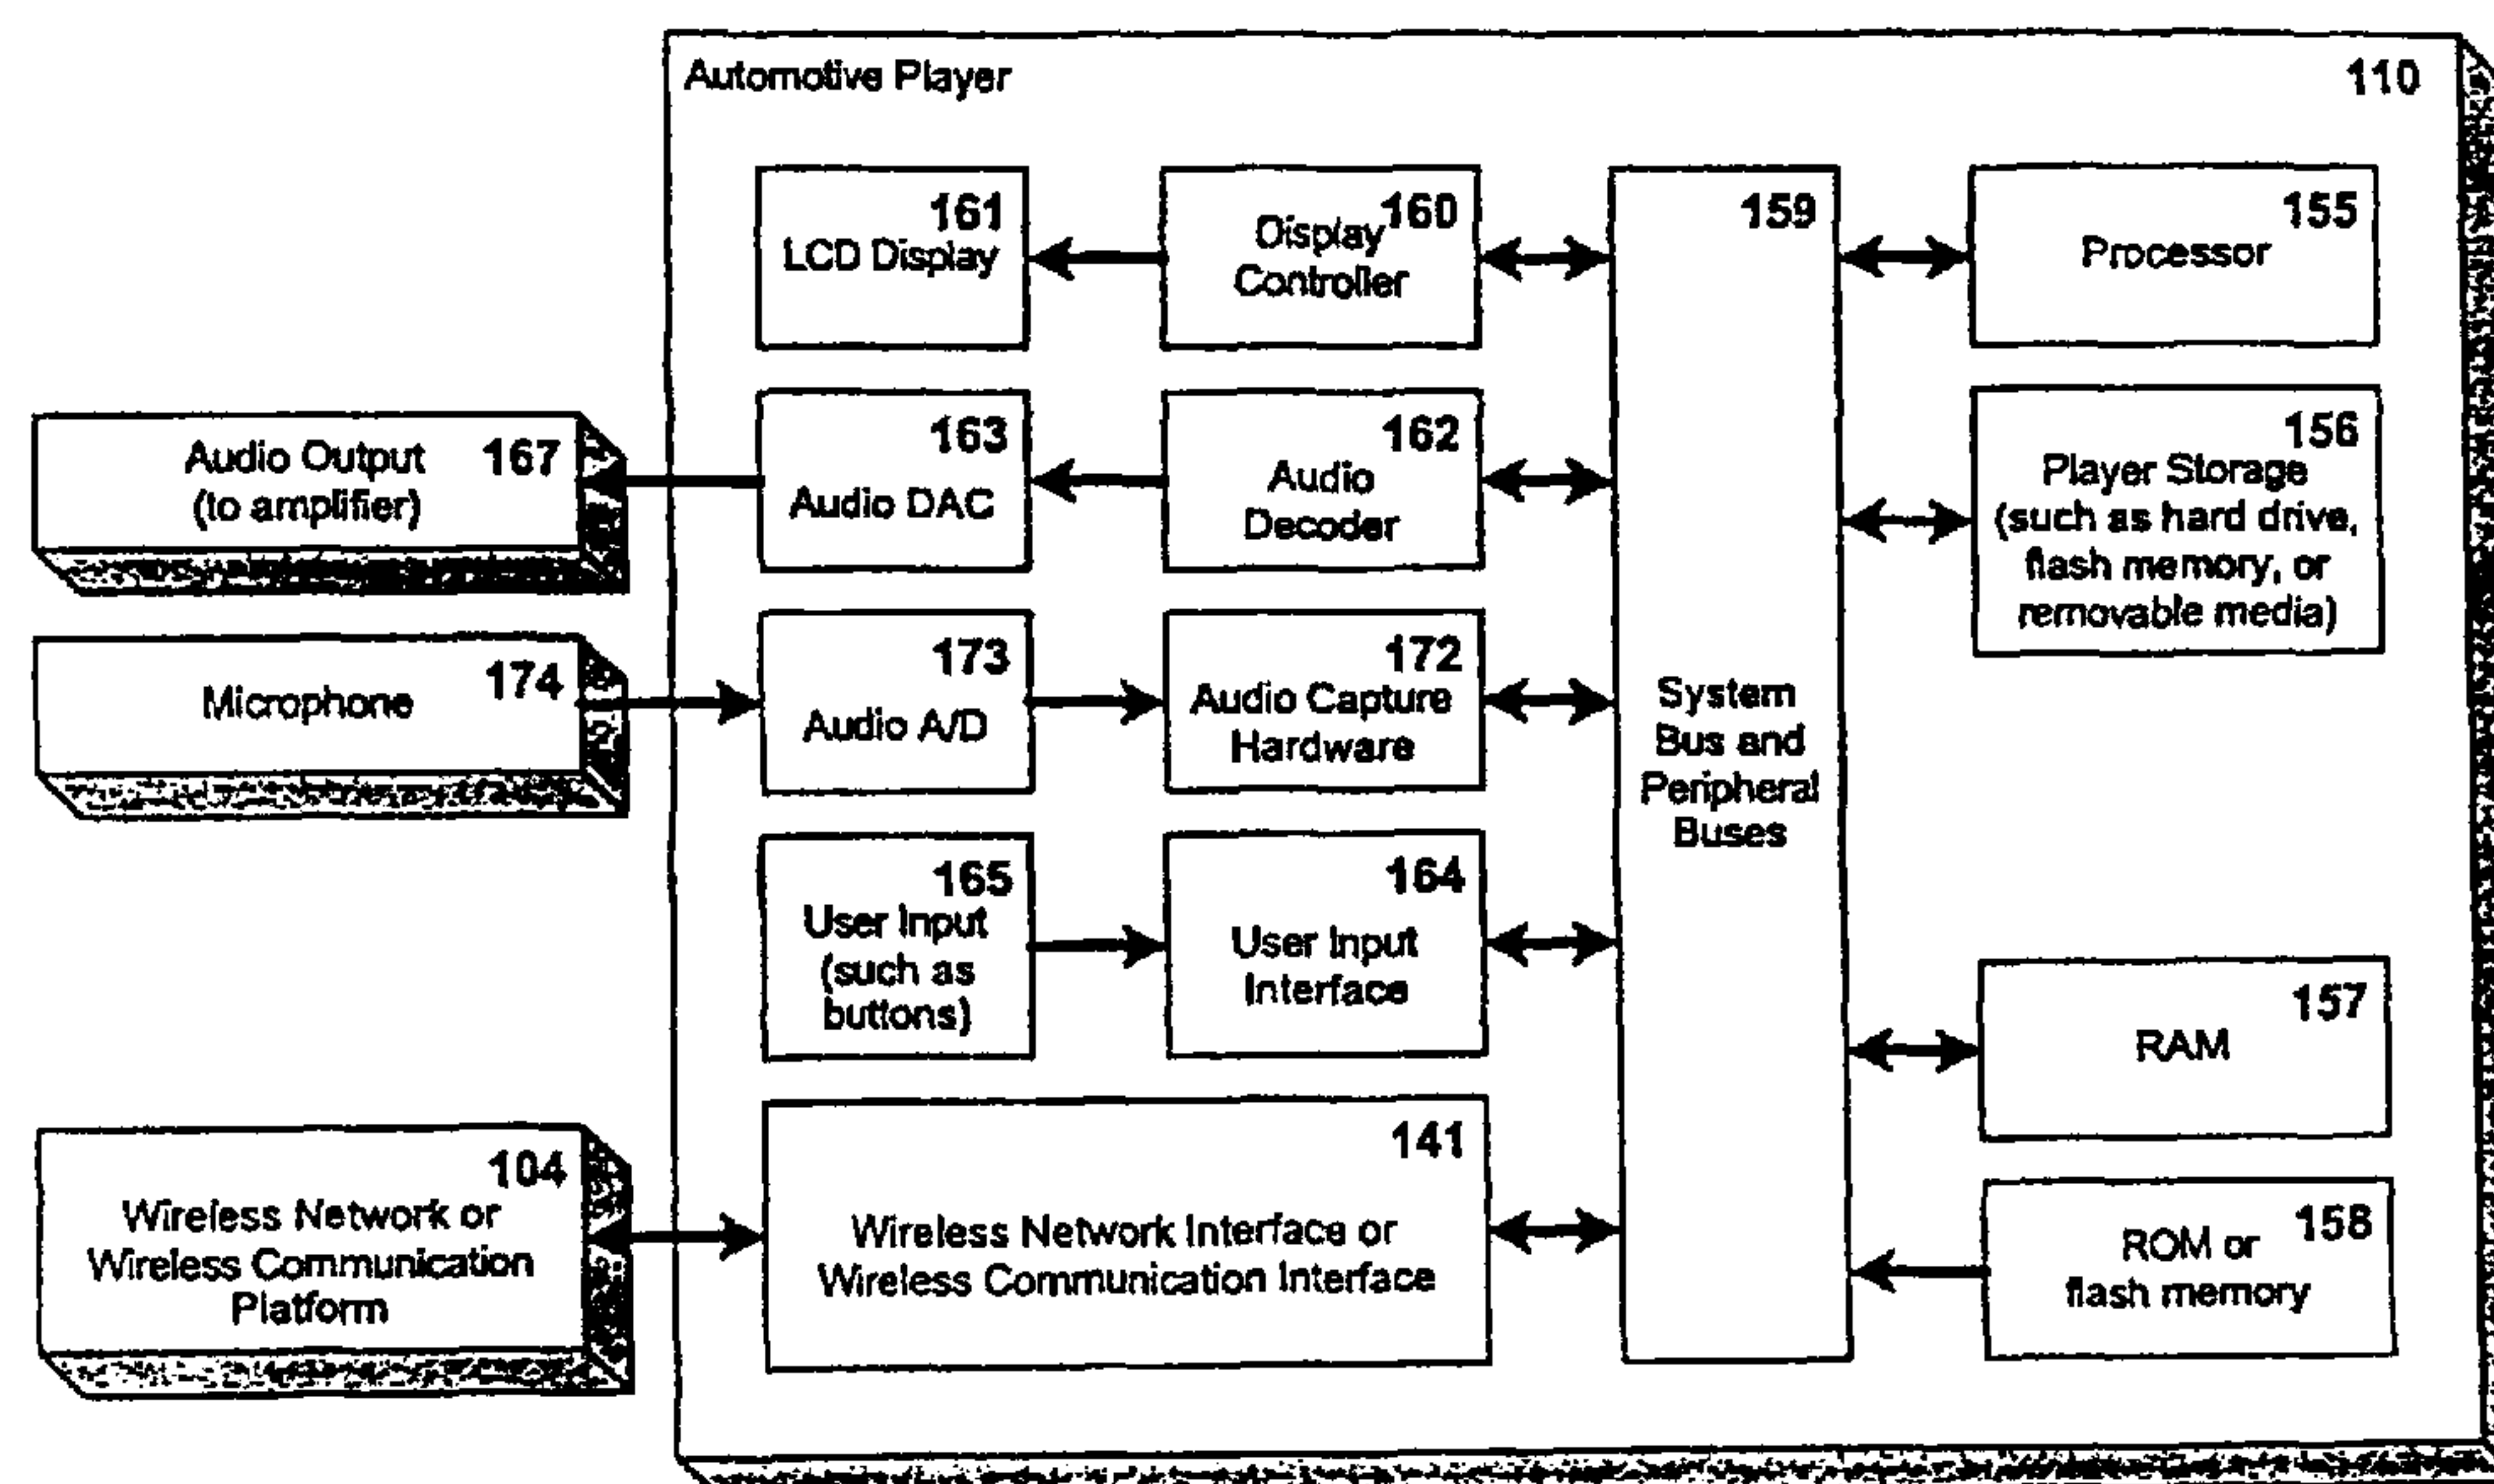 Automotive Player
110
161
LCD Display
160
Display
Controller
159
System
Bus and
Peripheral
Buses
155
Processor
Audio Output
(to amplifier)
167
163
Audio DAC
162
Audio
Decoder
156
Player Storage
(such as hard drive,
flash memory, or
removable media)
Microphone
174
173
Audio A/D
172
Audio Capture
Hardware
165
User Input
(such as
buttons)
164
User Input
Interface
157
RAM
104
Wireless Network or
Wireless Communication
Platform
141
Wireless Network Interface or
Wireless Communication Interface
158
ROM or
flash memory